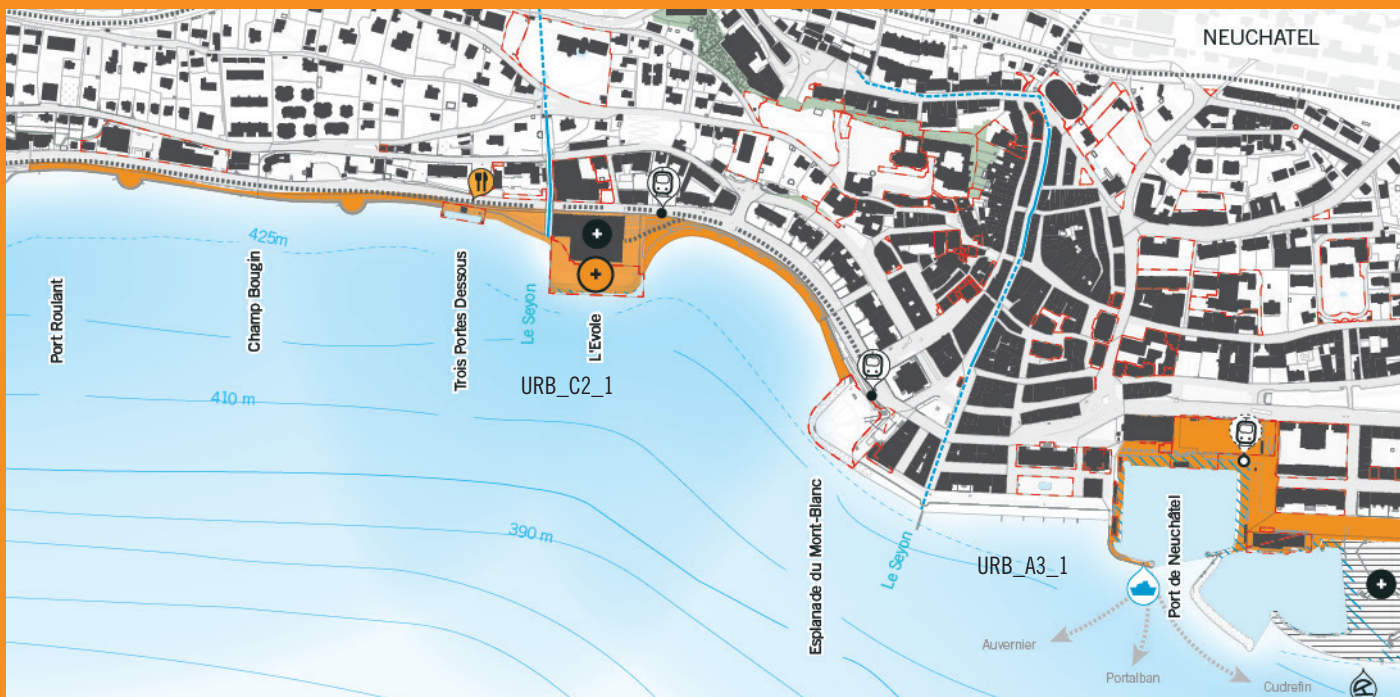 NEUCHATEL
425m
Port Roulant
Champ Bougin
Trois Portes Dessous
Le Seyon
L'Evole
URB_C2_1
410 m
390 m
Esplanade du Mont-Blanc
Le Seyon
URB_A3_1
Port de Neuchâtel
Auvernier
Portalban
Cudrefin